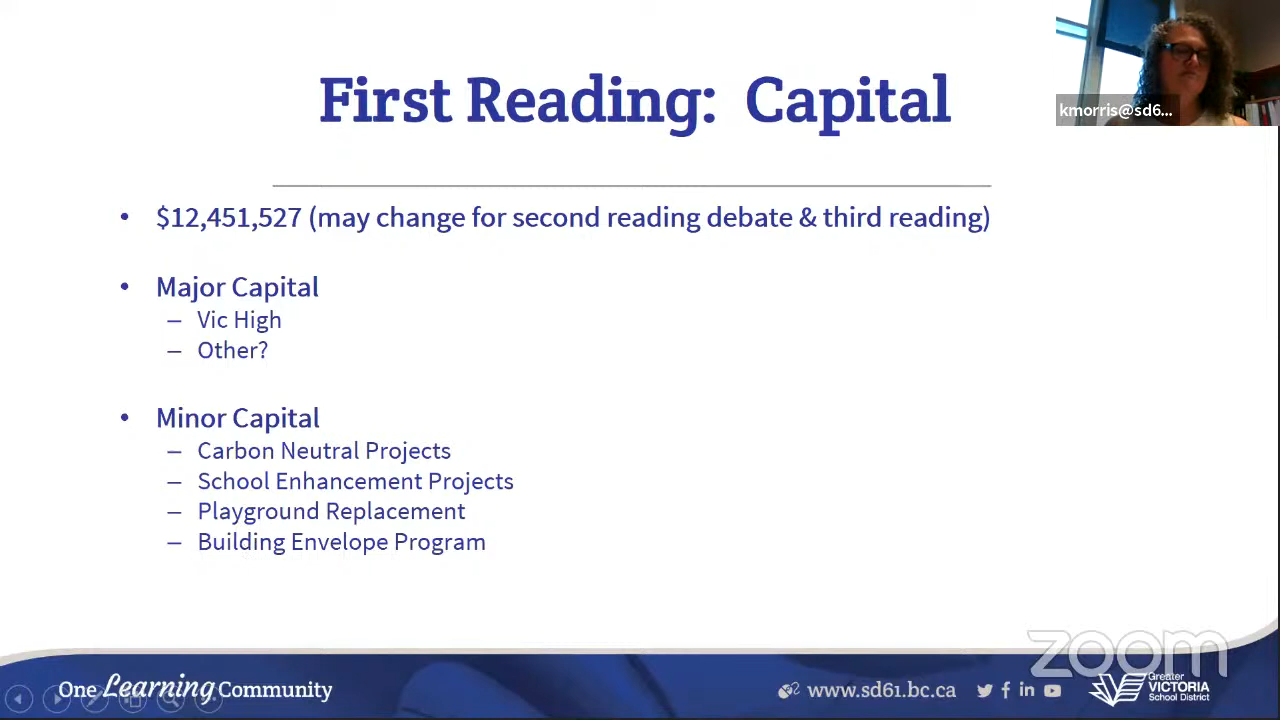 First Reading: Capital
kmorris@sd6...
• $12,451,527 (may change for second reading debate & third reading)
• Major Capital
– Vic High
– Other?
• Minor Capital
– Carbon Neutral Projects
– School Enhancement Projects
– Playground Replacement
– Building Envelope Program
zoom
One Learning Community
www.sd61.bc.ca
Greater
VICTORIA
School District